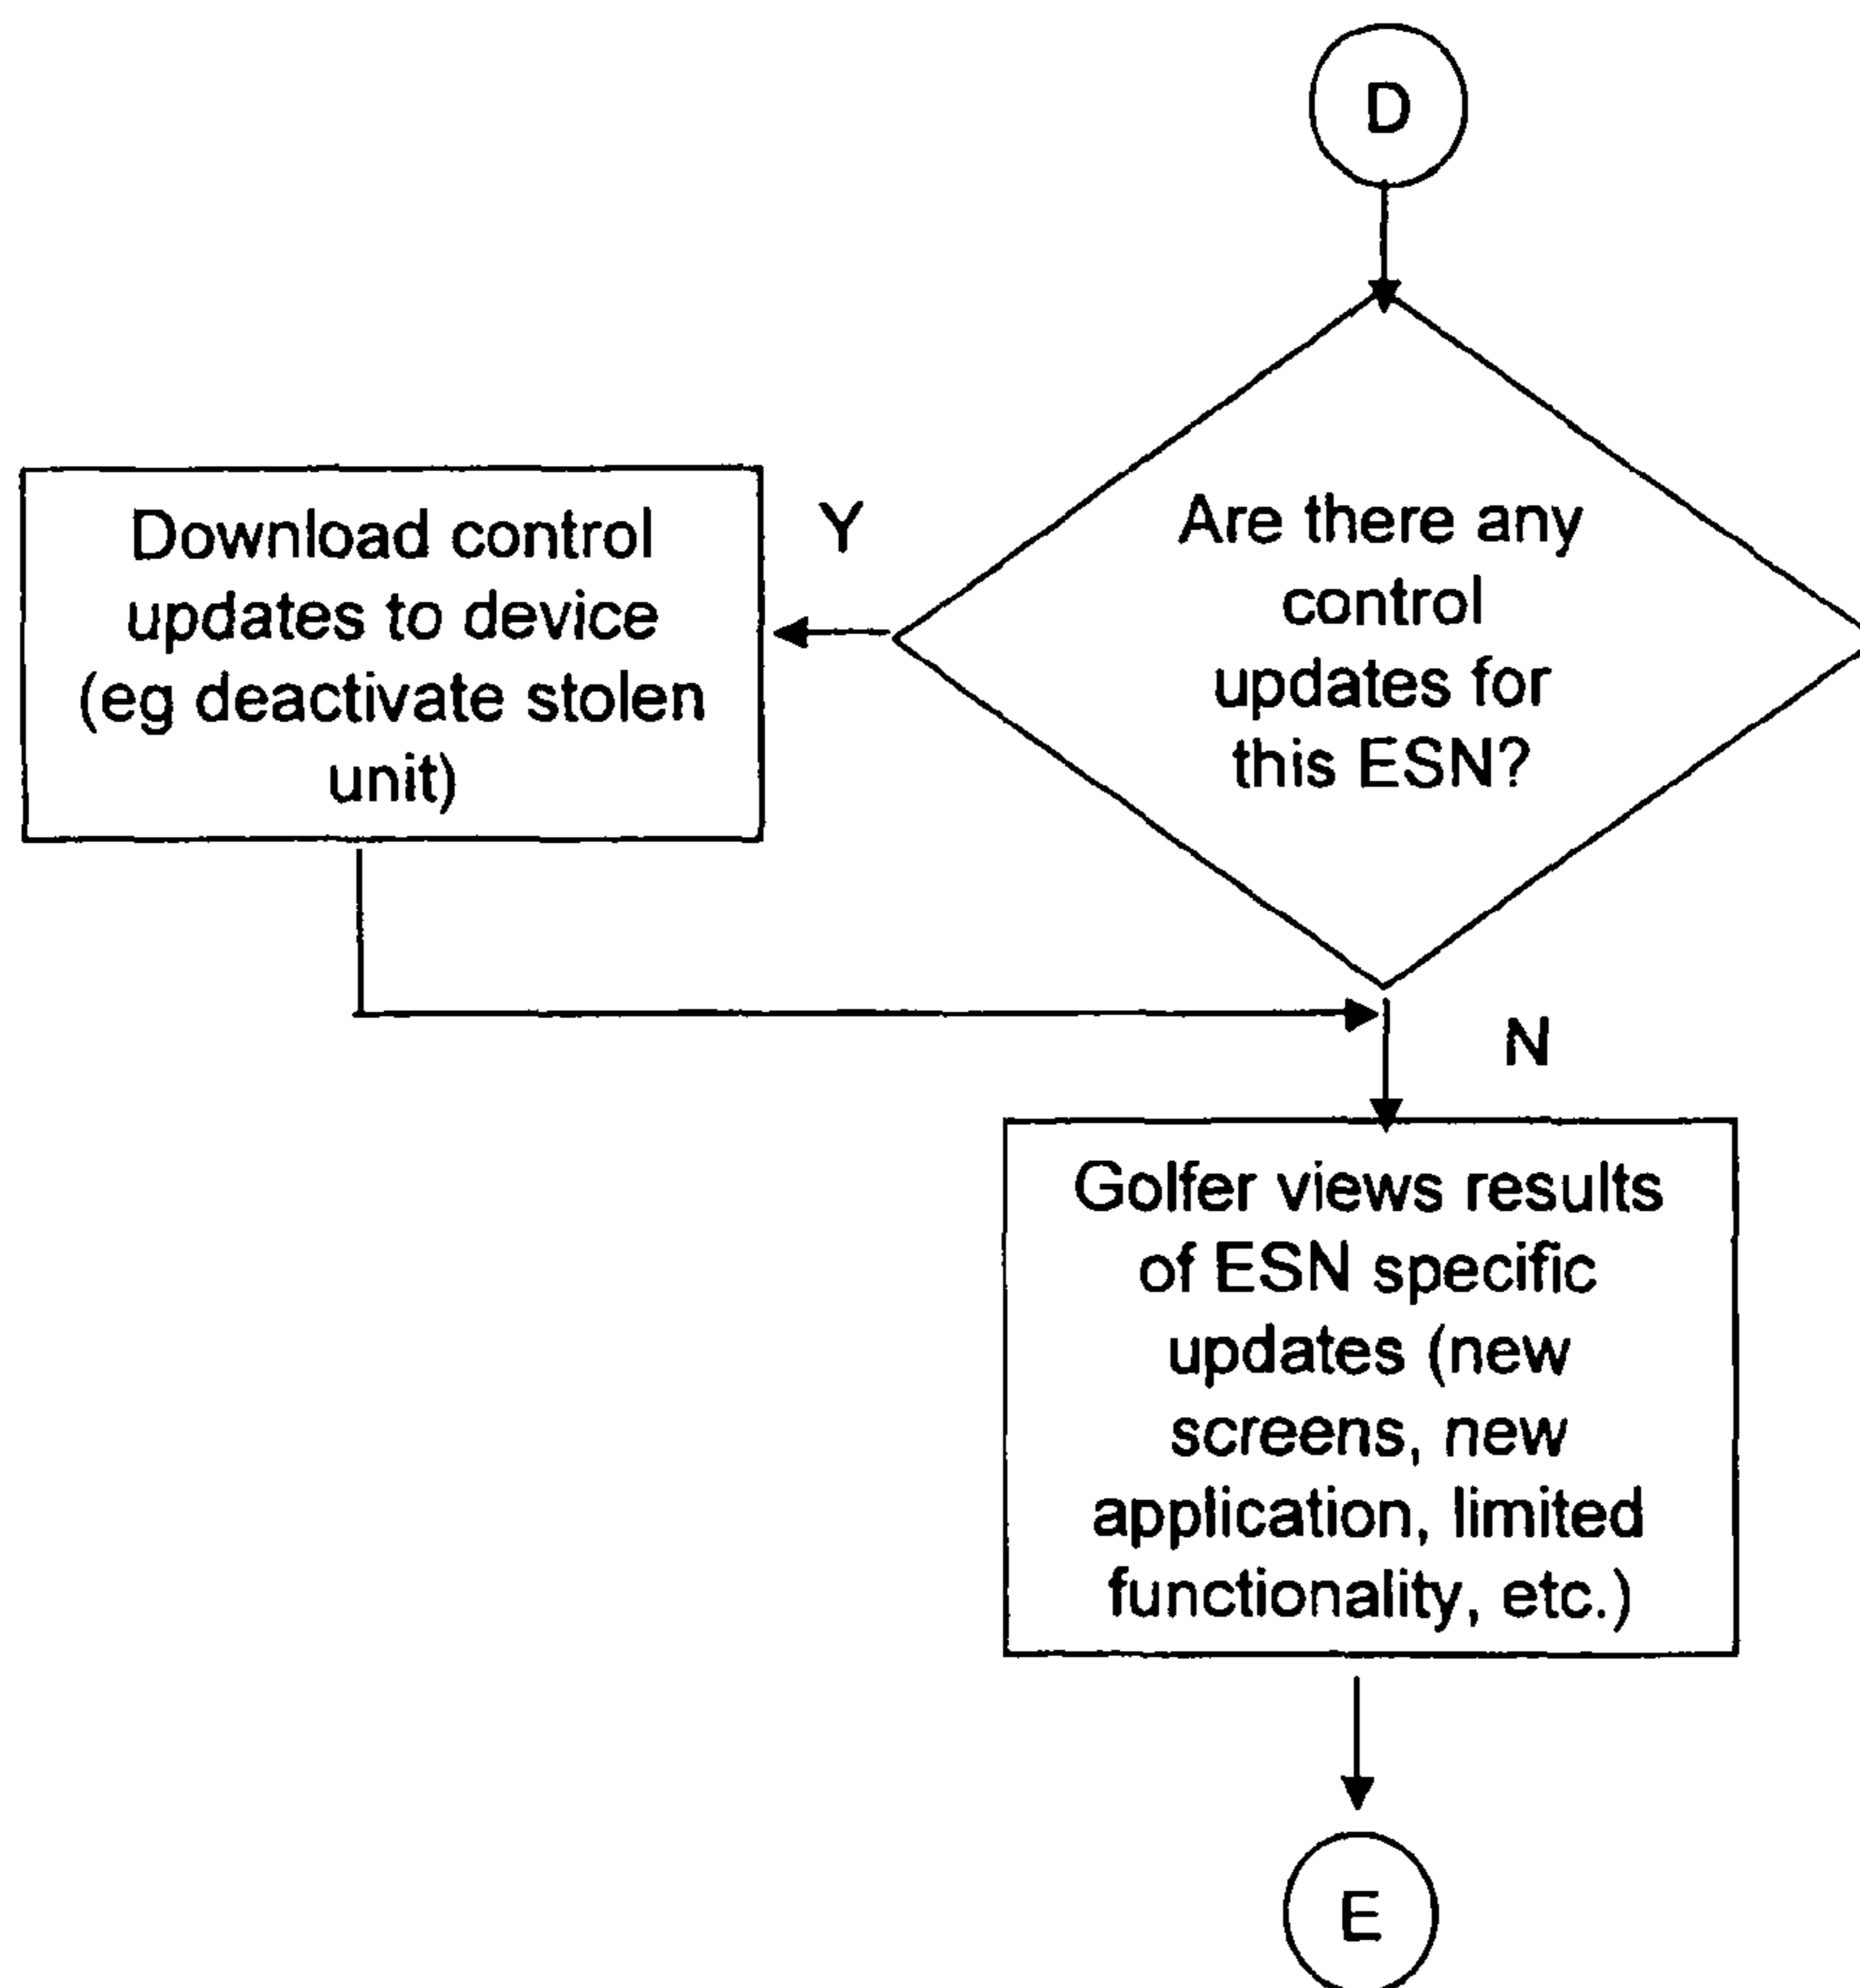 D
Are there any
control
updates for
this ESN?
Y
Download control
updates to device
(eg deactivate stolen
unit)
N
Golfer views results
of ESN specific
updates (new
screens, new
application, limited
functionality, etc.)
E